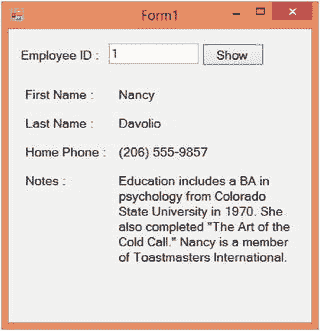 Form1
Employee ID : 1 Show
First Name : Nancy
Last Name : Davolio
Home Phone : (206) 555-9857
Notes : Education includes a BA in
psychology from Colorado
State University in 1970. She
also completed "The Art of the
Cold Call." Nancy is a member
of Toastmasters International.